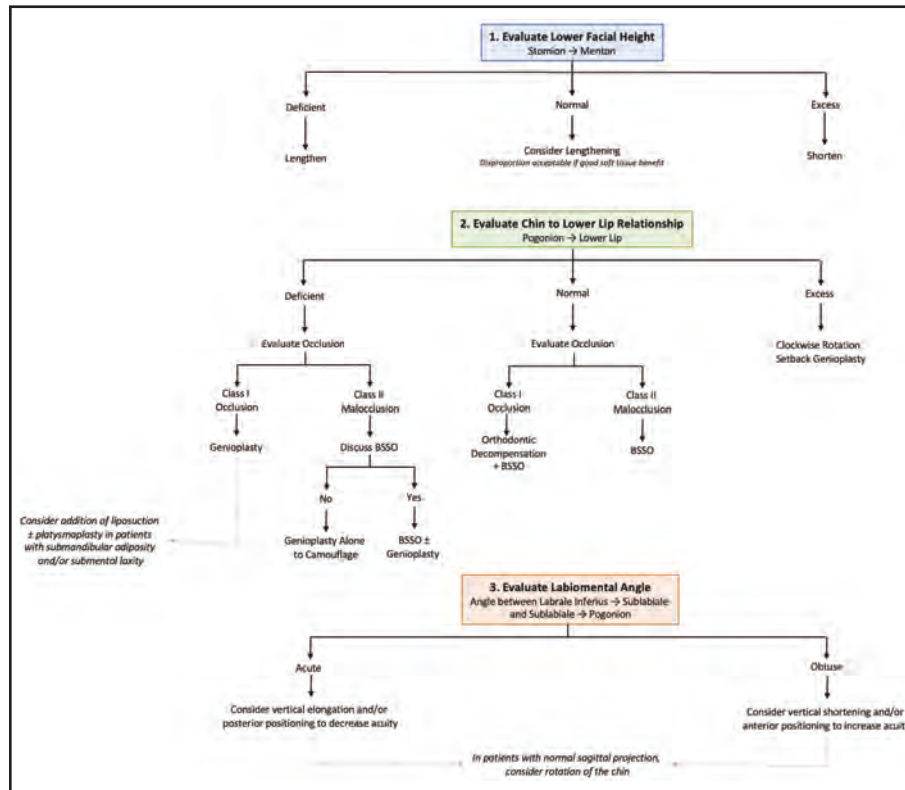 1. Evaluate Lower Facial Height
Stomion → Menton
Deficient
Normal
Excess
Lengthen
Consider Lengthening
Disproportion acceptable if good soft tissue benefit
Shorten
2. Evaluate Chin to Lower Lip Relationship
Pogonion → Lower Lip
Deficient
Normal
Excess
Evaluate Occlusion
Evaluate Occlusion
Clockwise Rotation
Setback Genioplasty
Class I
Occlusion
Class II
Malocclusion
Class I
Occlusion
Class II
Malocclusion
Genioplasty
Discuss BSSO
Orthodontic
Decompensation
+ BSSO
BSSO
No
Yes
Genioplasty Alone
to Camouflage
BSSO ±
Genioplasty
Consider addition of liposuction
± platysmaplasty in patients
with submandibular adiposity
and/or submental laxity
3. Evaluate Labiomental Angle
Angle between Labrale Inferius → Sublabiale
and Sublabiale → Pogonion
Acute
Obtuse
Consider vertical elongation and/or
posterior positioning to decrease acuity
Consider vertical shortening and/or
anterior positioning to increase acuit
In patients with normal sagittal projection,
consider rotation of the chin